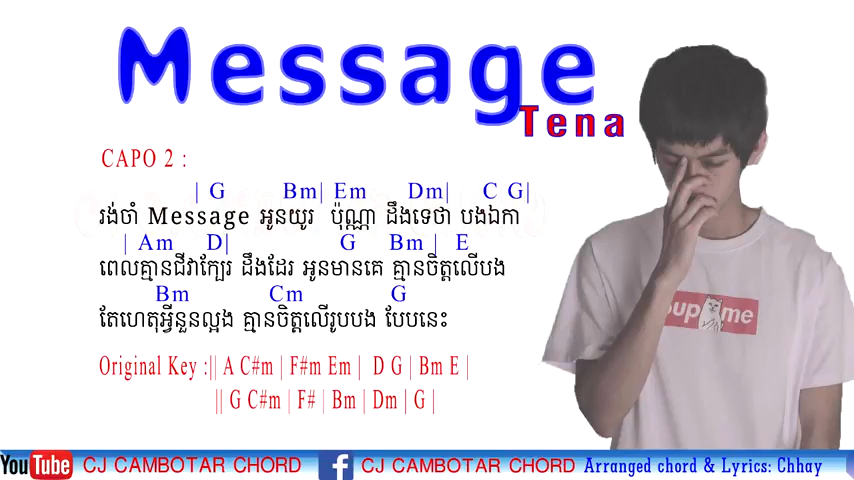 Message
Tena
CAPO 2 :
| G Bm| Em Dm| C G|
រង់ចាំ Message អូនយូរ ប៉ុណ្ណា ដឹងទេថា បងឯកា
| Am D| G Bm | E
ពេលគ្មានជីវាក្បែរ ដឹងដែរ អូនមានគេ គ្មានចិត្តលើបង
Bm Cm G
តែហេតុអ្វីនួនល្អង គ្មានចិត្តលើរូបបង បែបនេះ
Original Key :|| A C#m | F#m Em | D G | Bm E |
|| G C#m | F# | Bm | Dm | G |
YouTube CJ CAMBOTAR CHORD f CJ CAMBOTAR CHORD Arranged chord & Lyrics: Chhay